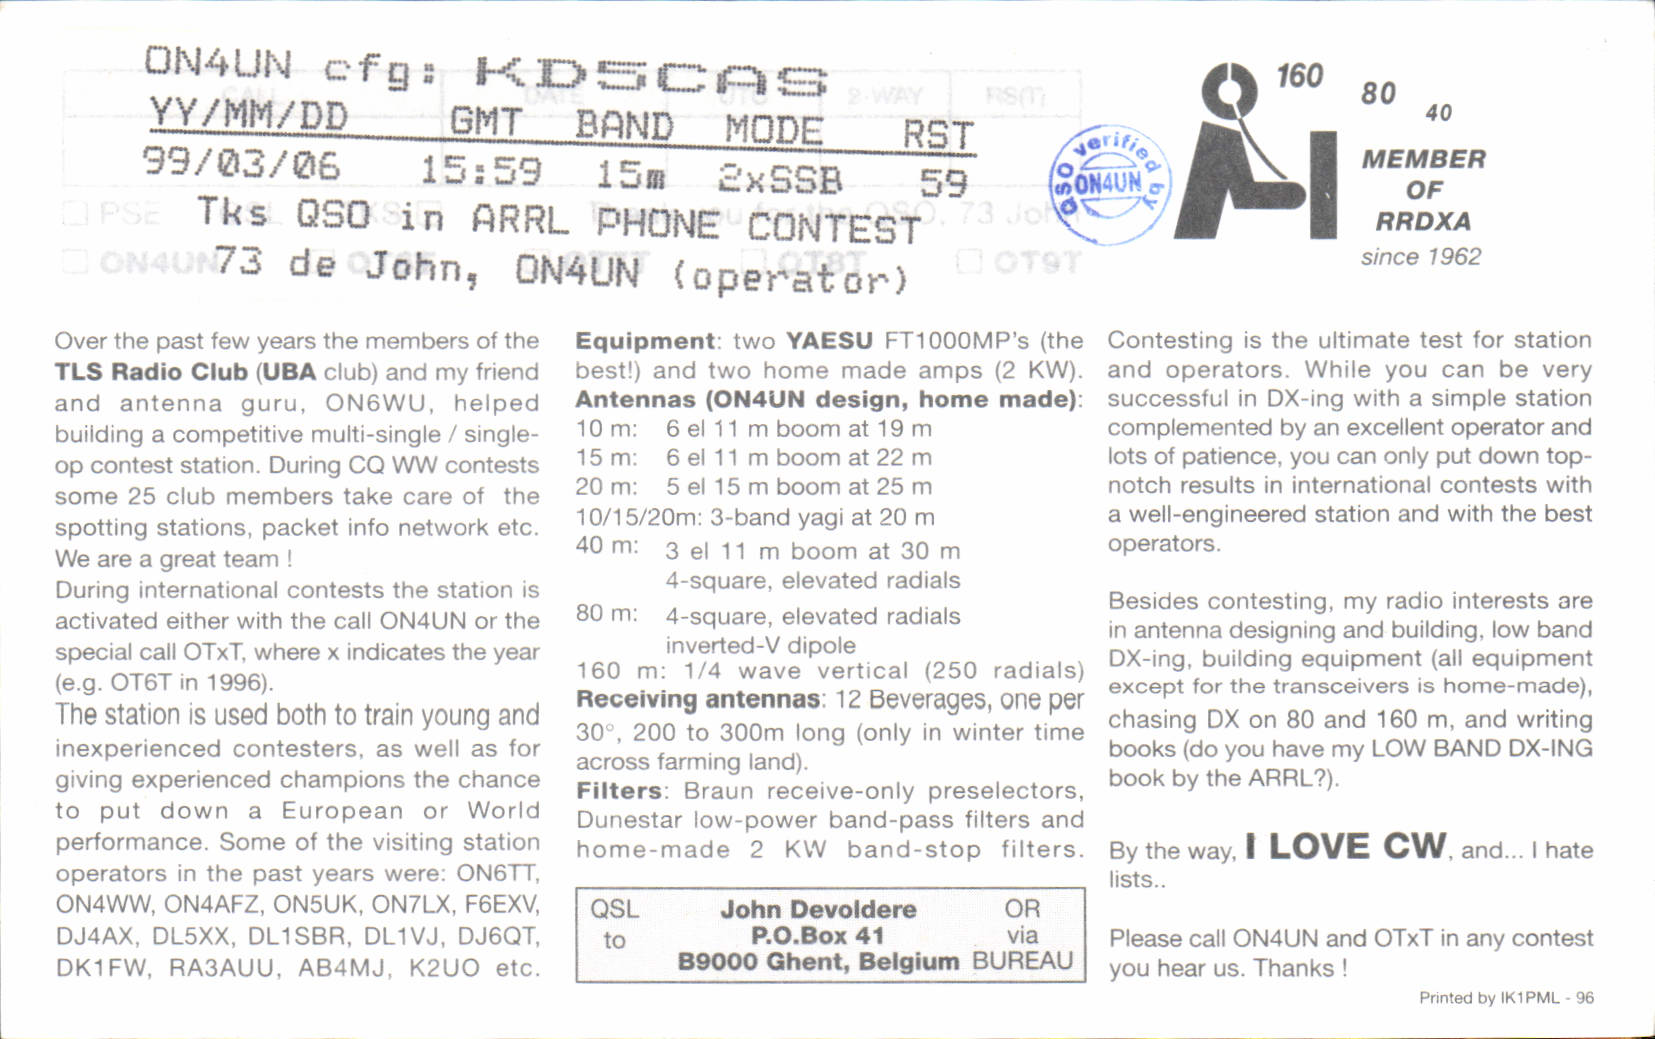 ON4UN cfg: KD5CAS
YY/MM/DD GMT BAND MODE RST
99/03/06 15:59 15m 2xSSB 59
Tks QSO in ARRL PHONE CONTEST
73 de John, ON4UN (operator)
QSO verified by
ON4UN
160
80
40
MEMBER
OF
RRDXA
since 1962
Over the past few years the members of the
TLS Radio Club (UBA club) and my friend
and antenna guru, ON6WU, helped
building a competitive multi-single / single-
op contest station. During CQ WW contests
some 25 club members take care of the
spotting stations, packet info network etc.
We are a great team !
During international contests the station is
activated either with the call ON4UN or the
special call OTxT, where x indicates the year
(e.g. OT6T in 1996).
The station is used both to train young and
inexperienced contesters, as well as for
giving experienced champions the chance
to put down a European or World
performance. Some of the visiting station
operators in the past years were: ON6TT,
ON4WW, ON4AFZ, ON5UK, ON7LX, F6EXV,
DJ4AX, DL5XX, DL1SBR, DL1VJ, DJ6QT,
DK1FW, RA3AUU, AB4MJ, K2UO etc.
Equipment: two YAESU FT1000MP's (the
best!) and two home made amps (2 KW).
Antennas (ON4UN design, home made):
10 m: 6 el 11 m boom at 19 m
15 m: 6 el 11 m boom at 22 m
20 m: 5 el 15 m boom at 25 m
10/15/20m: 3-band yagi at 20 m
40 m: 3 el 11 m boom at 30 m
4-square, elevated radials
80 m: 4-square, elevated radials
inverted-V dipole
160 m: 1/4 wave vertical (250 radials)
Receiving antennas: 12 Beverages, one per
30°, 200 to 300m long (only in winter time
across farming land).
Filters: Braun receive-only preselectors,
Dunestar low-power band-pass filters and
home-made 2 KW band-stop filters.
QSL John Devoldere OR
to P.O.Box 41 via
B9000 Ghent, Belgium BUREAU
Contesting is the ultimate test for station
and operators. While you can be very
successful in DX-ing with a simple station
complemented by an excellent operator and
lots of patience, you can only put down top-
notch results in international contests with
a well-engineered station and with the best
operators.
Besides contesting, my radio interests are
in antenna designing and building, low band
DX-ing, building equipment (all equipment
except for the transceivers is home-made),
chasing DX on 80 and 160 m, and writing
books (do you have my LOW BAND DX-ING
book by the ARRL?).
By the way, I LOVE CW, and... I hate
lists..
Please call ON4UN and OTxT in any contest
you hear us. Thanks !
Printed by IK1PML - 96